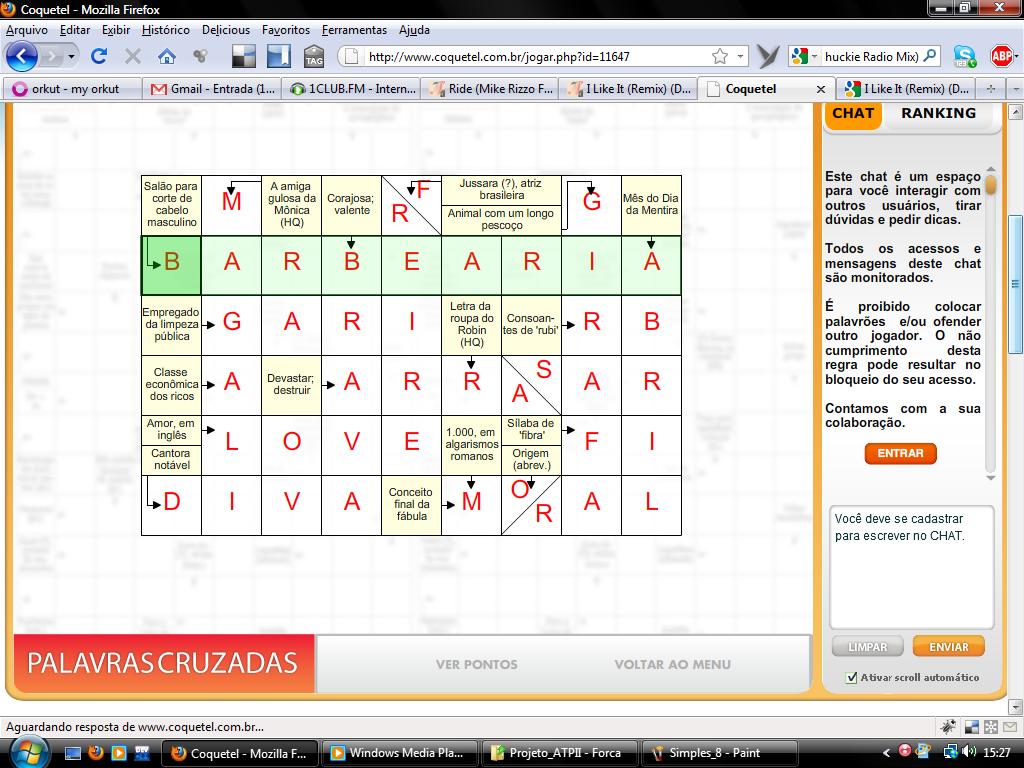 Coquetel - Mozilla Firefox
Arquivo Editar Exibir Histórico Delicious Favoritos Ferramentas Ajuda
TAG http://www.coquetel.com.br/jogar.php?id=11647 huckie Radio Mix) ABP
orkut - my orkut Gmail - Entrada (1... 1CLUB.FM - Intern... Ride (Mike Rizzo F... I Like It (Remix) (D... Coquetel I Like It (Remix) (D...
CHAT RANKING
Salão para corte de cabelo masculino
M
A amiga gulosa da Mônica (HQ)
Corajosa; valente
F
R
Jussara (?), atriz brasileira
Animal com um longo pescoço
G
Mês do Dia da Mentira
B A R B E A R I A
Empregado da limpeza pública
G A R I
Letra da roupa do Robin (HQ)
Consoan-
tes de 'rubi'
R B
Classe econômica dos ricos
A
Devastar; destruir
A R R
S
A
A R
Amor, em inglês
Cantora notável
L O V E
1.000, em algarismos romanos
Sílaba de 'fibra'
Origem (abrev.)
F I
D I V A
Conceito final da fábula
M
O
R
A L
Este chat é um espaço
para você interagir com
outros usuários, tirar
dúvidas e pedir dicas.
Todos os acessos e
mensagens deste chat
são monitorados.
É proibido colocar
palavrões e/ou ofender
outro jogador. O não
cumprimento desta
regra pode resultar no
bloqueio do seu acesso.
Contamos com a sua
colaboração.
ENTRAR
Você deve se cadastrar
para escrever no CHAT.
LIMPAR ENVIAR
Ativar scroll automático
PALAVRAS CRUZADAS VER PONTOS VOLTAR AO MENU
Aguardando resposta de www.coquetel.com.br...
Coquetel - Mozilla F... Windows Media Pla... Projeto_ATPII - Forca Simples_8 - Paint 15:27